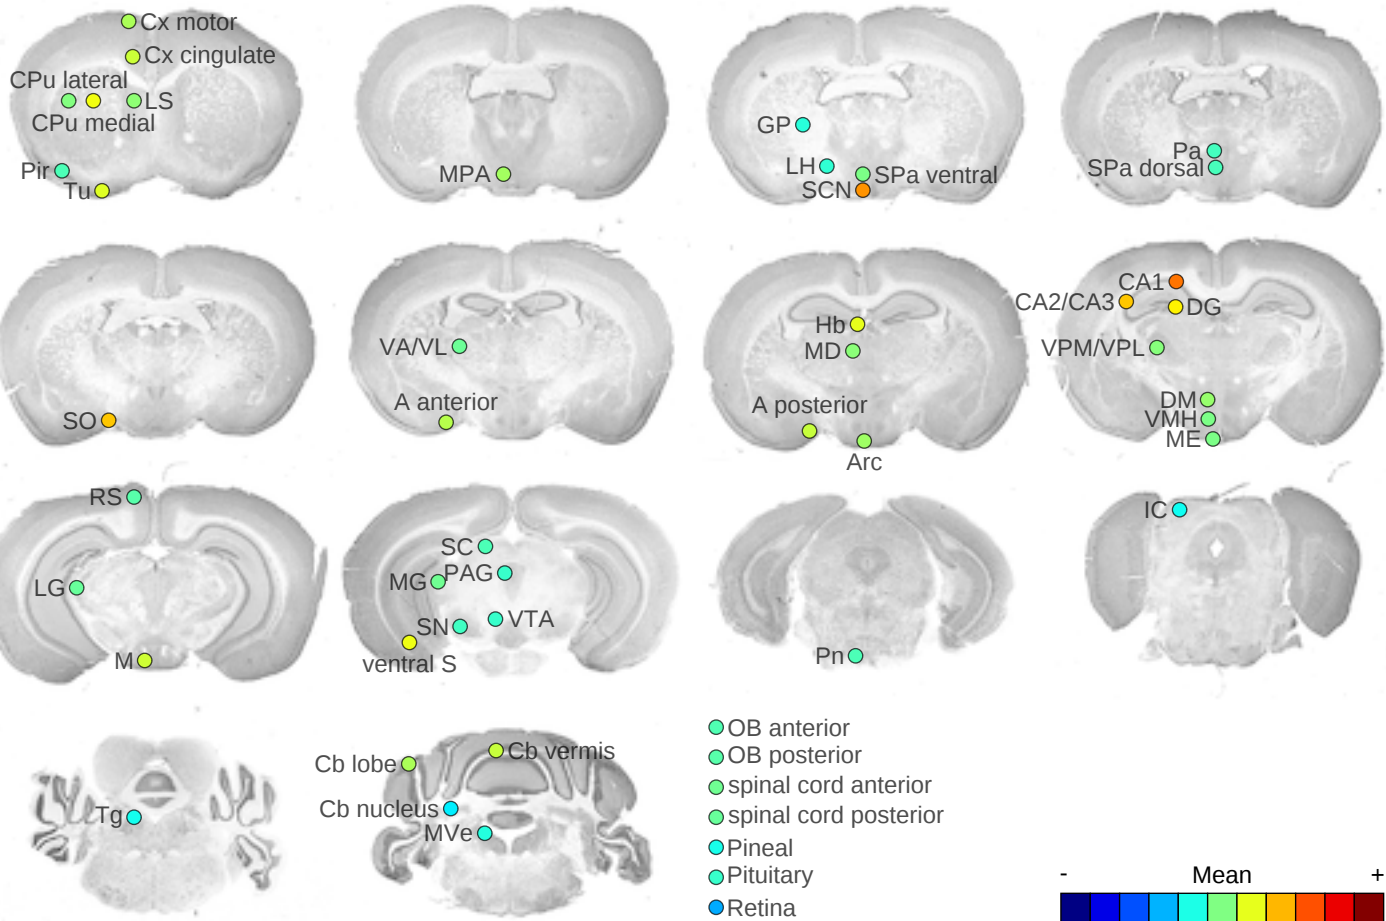 Cx motor
Cx cingulate
CPu lateral
LS
CPu medial
Pir
Tu
MPA
GP
LH
SPa ventral
SCN
Pa
SPa dorsal
SO
VA/VL
A anterior
Hb
MD
A posterior
Arc
CA1
CA2/CA3
DG
VPM/VPL
DM
VMH
ME
RS
LG
M
SC
MG
PAG
SN
VTA
ventral S
Pn
IC
Tg
Cb lobe
Cb vermis
Cb nucleus
MVe
OB anterior
OB posterior
spinal cord anterior
spinal cord posterior
Pineal
Pituitary
Retina
- Mean +